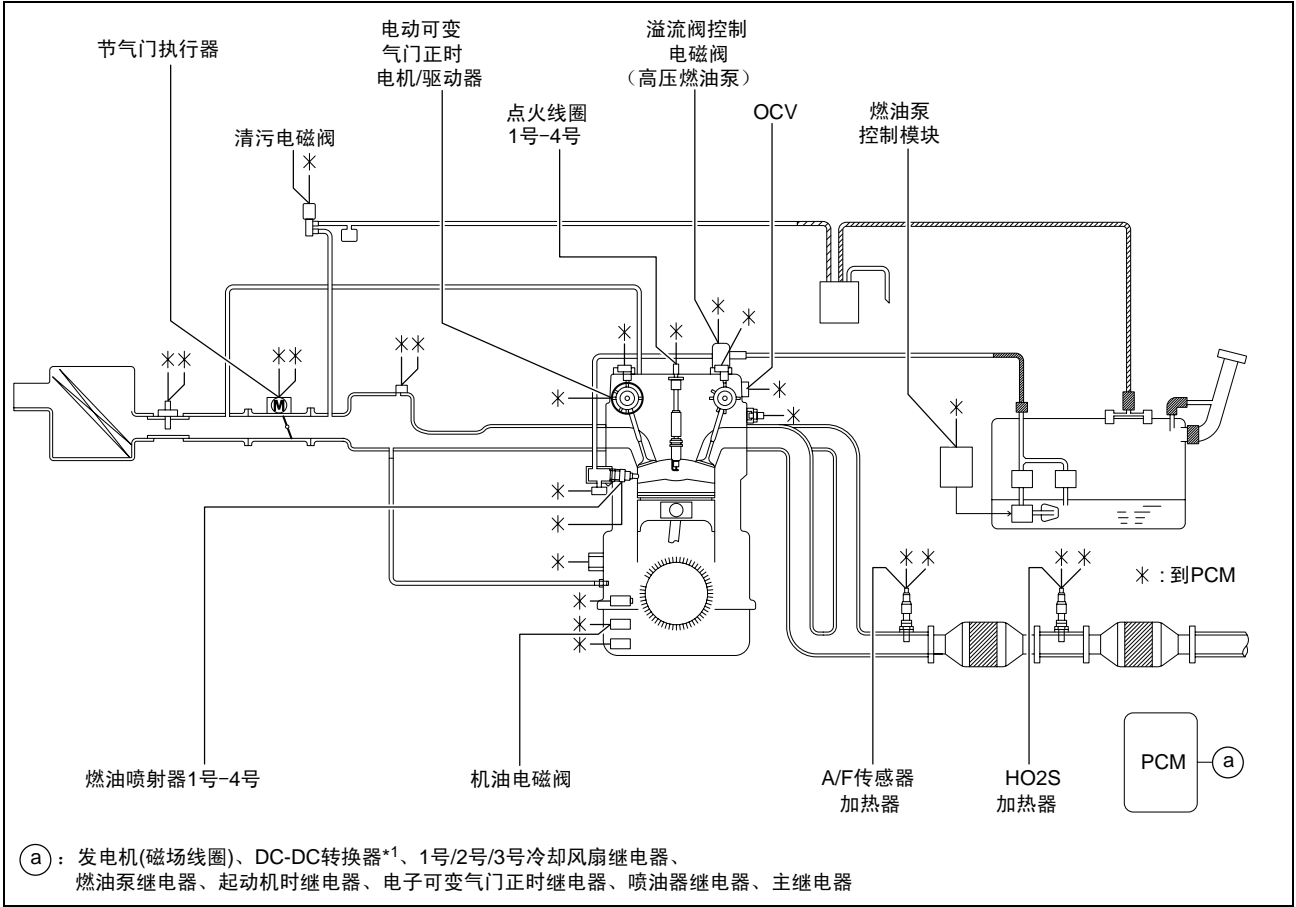 节气门执行器
电动可变
气门正时
电机/驱动器
溢流阀控制
电磁阀
（高压燃油泵）
清污电磁阀
点火线圈
1号-4号
OCV
燃油泵
控制模块
M
: 到PCM
燃油喷射器1号-4号
机油电磁阀
A/F传感器
加热器
HO2S
加热器
PCM
a
a : 发电机(磁场线圈)、DC-DC转换器*1、1号/2号/3号冷却风扇继电器、
燃油泵继电器、起动机时继电器、电子可变气门正时继电器、喷油器继电器、主继电器